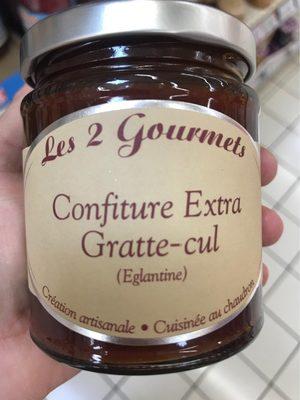 Les 2 Gourmets
Confiture Extra
Gratte-cul
(Eglantine)
Création artisanale • Cuisinée au chaudron